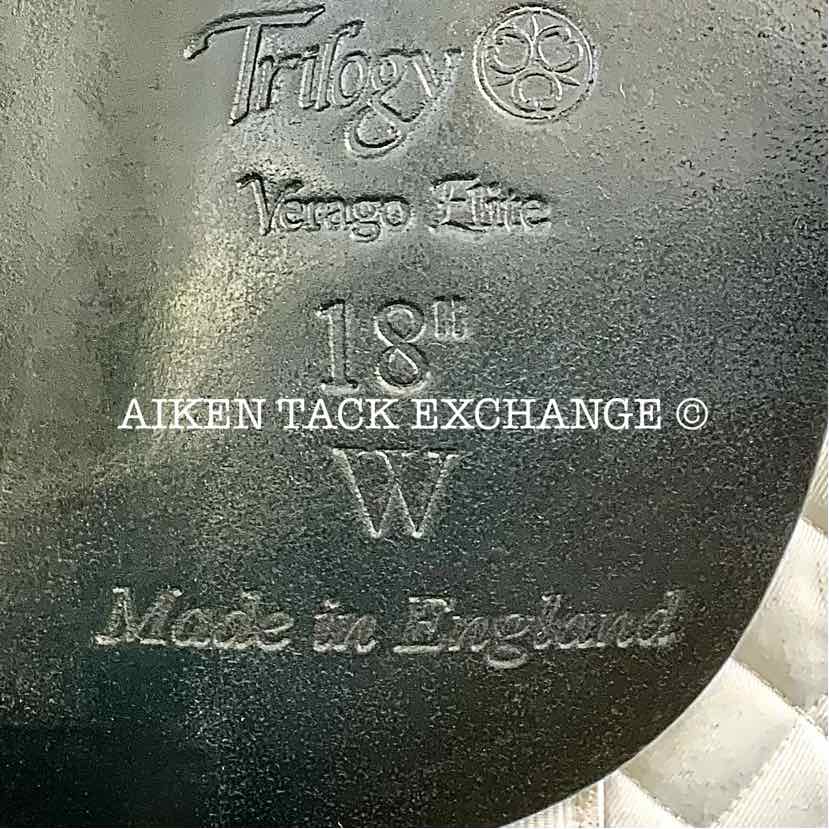 Trilogy
Verago Elite
18"
AIKEN TACK EXCHANGE ©
W
Made in England